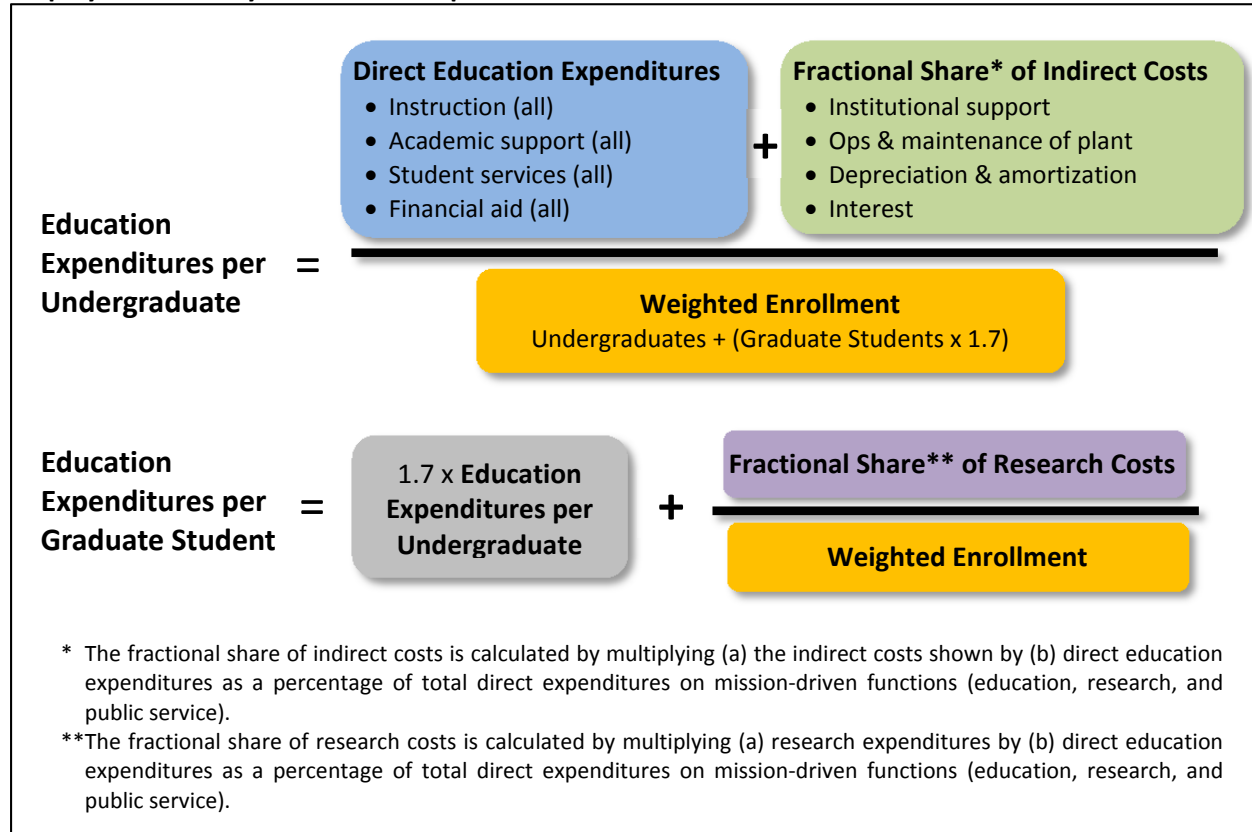 Direct Education Expenditures
• Instruction (all)
• Academic support (all)
• Student services (all)
• Financial aid (all)
+
Fractional Share* of Indirect Costs
• Institutional support
• Ops & maintenance of plant
• Depreciation & amortization
• Interest
Education
Expenditures per
Undergraduate
=
Weighted Enrollment
Undergraduates + (Graduate Students x 1.7)
Education
Expenditures per
Graduate Student
=
1.7 x Education
Expenditures per
Undergraduate
+
Fractional Share** of Research Costs
Weighted Enrollment
* The fractional share of indirect costs is calculated by multiplying (a) the indirect costs shown by (b) direct education
expenditures as a percentage of total direct expenditures on mission-driven functions (education, research, and
public service).
**The fractional share of research costs is calculated by multiplying (a) research expenditures by (b) direct education
expenditures as a percentage of total direct expenditures on mission-driven functions (education, research, and
public service).